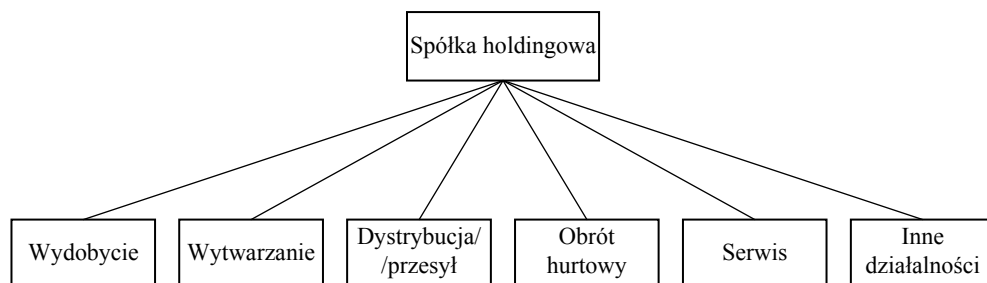 Spółka holdingowa
Wydobycie
Wytwarzanie
Dystrybucja/
/przesył
Obrót
hurtowy
Serwis
Inne
działalności